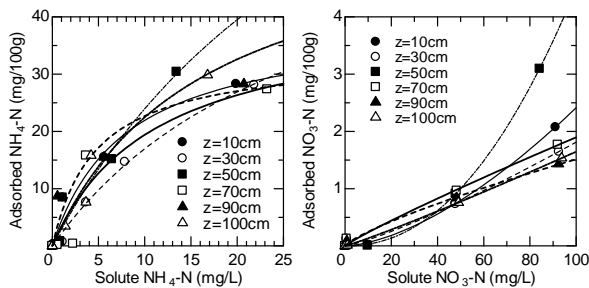 Adsorbed NH4-N (mg/100g)
40
30
20
10
0
0 5 10 15 20 25
Solute NH4-N (mg/L)
z=10cm
z=30cm
z=50cm
z=70cm
z=90cm
z=100cm
Adsorbed NO3-N (mg/100g)
4
3
2
1
0
0 20 40 60 80 100
Solute NO3-N (mg/L)
z=10cm
z=30cm
z=50cm
z=70cm
z=90cm
z=100cm